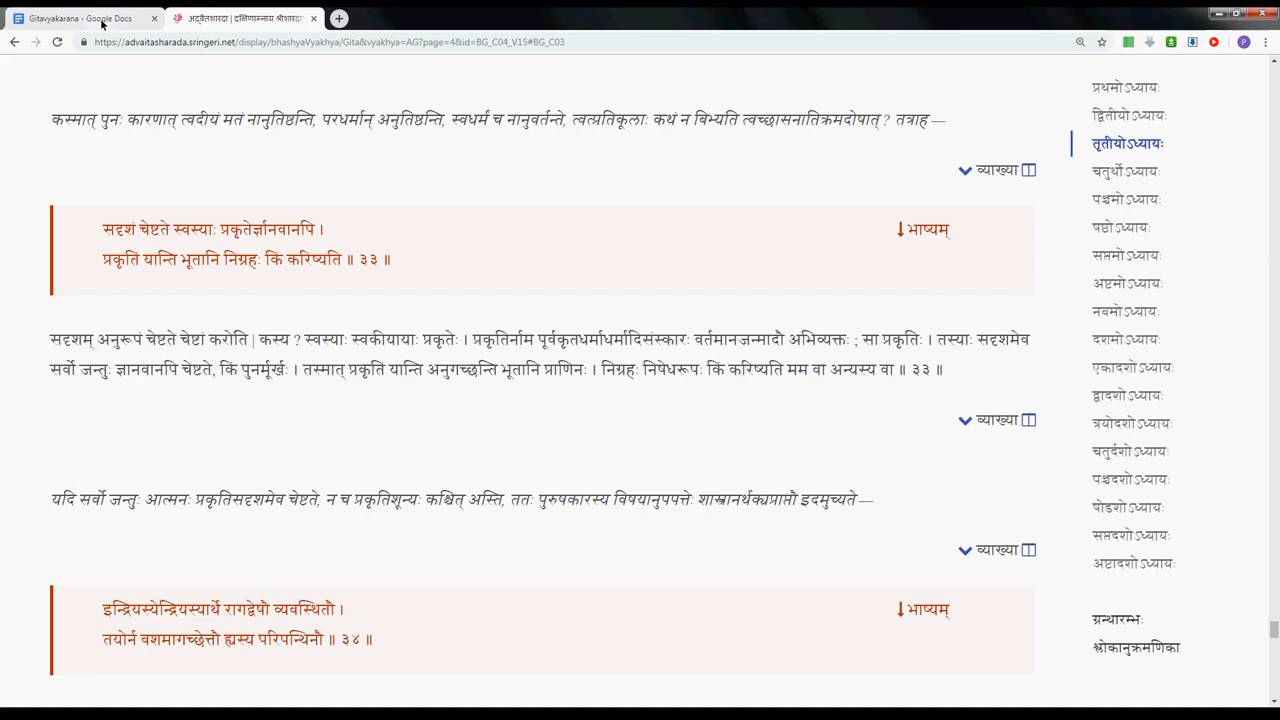 Gitavyakarana - Google Docs
अद्वैतशारदा | दक्षिणाम्नाय श्रीशारदा
https://advaitasharada.sringeri.net/display/bhashyaVyakhya/Gita&vyakhya=AG?page=4&id=BG_C04_V15#BG_C03
P
कस्मात् पुनः कारणात् त्वदीयं मतं नानुतिष्ठन्ति, परधर्मान् अनुतिष्ठन्ति, स्वधर्मं च नानुवर्तन्ते, त्वत्प्रतिकूलाः कथं न बिभ्यति त्वच्छासनातिक्रमदोषात् ? तत्राह —
व्याख्या
सदृशं चेष्टते स्वस्याः प्रकृतेर्ज्ञानवानपि ।
भाष्यम्
प्रकृतिं यान्ति भूतानि निग्रहः किं करिष्यति ॥ ३३ ॥
सदृशम् अनुरूपं चेष्टते चेष्टां करोति | कस्य ? स्वस्याः स्वकीयायाः प्रकृतेः । प्रकृतिर्नाम पूर्वकृतधर्माधर्मादिसंस्कारः वर्तमानजन्मादौ अभिव्यक्तः ; सा प्रकृतिः । तस्याः सदृशमेव
सर्वो जन्तुः ज्ञानवानपि चेष्टते, किं पुनर्मूर्खः । तस्मात् प्रकृतिं यान्ति अनुगच्छन्ति भूतानि प्राणिनः । निग्रहः निषेधरूपः किं करिष्यति मम वा अन्यस्य वा ॥ ३३ ॥
व्याख्या
यदि सर्वो जन्तुः आत्मनः प्रकृतिसदृशमेव चेष्टते, न च प्रकृतिशून्यः कश्चित् अस्ति, ततः पुरुषकारस्य विषयानुपपत्तेः शास्त्रानर्थक्यप्राप्तौ इदमुच्यते —
व्याख्या
इन्द्रियस्येन्द्रियस्यार्थे रागद्वेषौ व्यवस्थितौ ।
भाष्यम्
तयोर्न वशमागच्छेत्तौ ह्यस्य परिपन्थिनौ ॥ ३४ ॥
प्रथमोऽध्यायः
द्वितीयोऽध्यायः
तृतीयोऽध्यायः
चतुर्थोऽध्यायः
पञ्चमोऽध्यायः
षष्ठोऽध्यायः
सप्तमोऽध्यायः
अष्टमोऽध्यायः
नवमोऽध्यायः
दशमोऽध्यायः
एकादशोऽध्यायः
द्वादशोऽध्यायः
त्रयोदशोऽध्यायः
चतुर्दशोऽध्यायः
पञ्चदशोऽध्यायः
षोडशोऽध्यायः
सप्तदशोऽध्यायः
अष्टादशोऽध्यायः
ग्रन्थारम्भः
श्लोकानुक्रमणिका